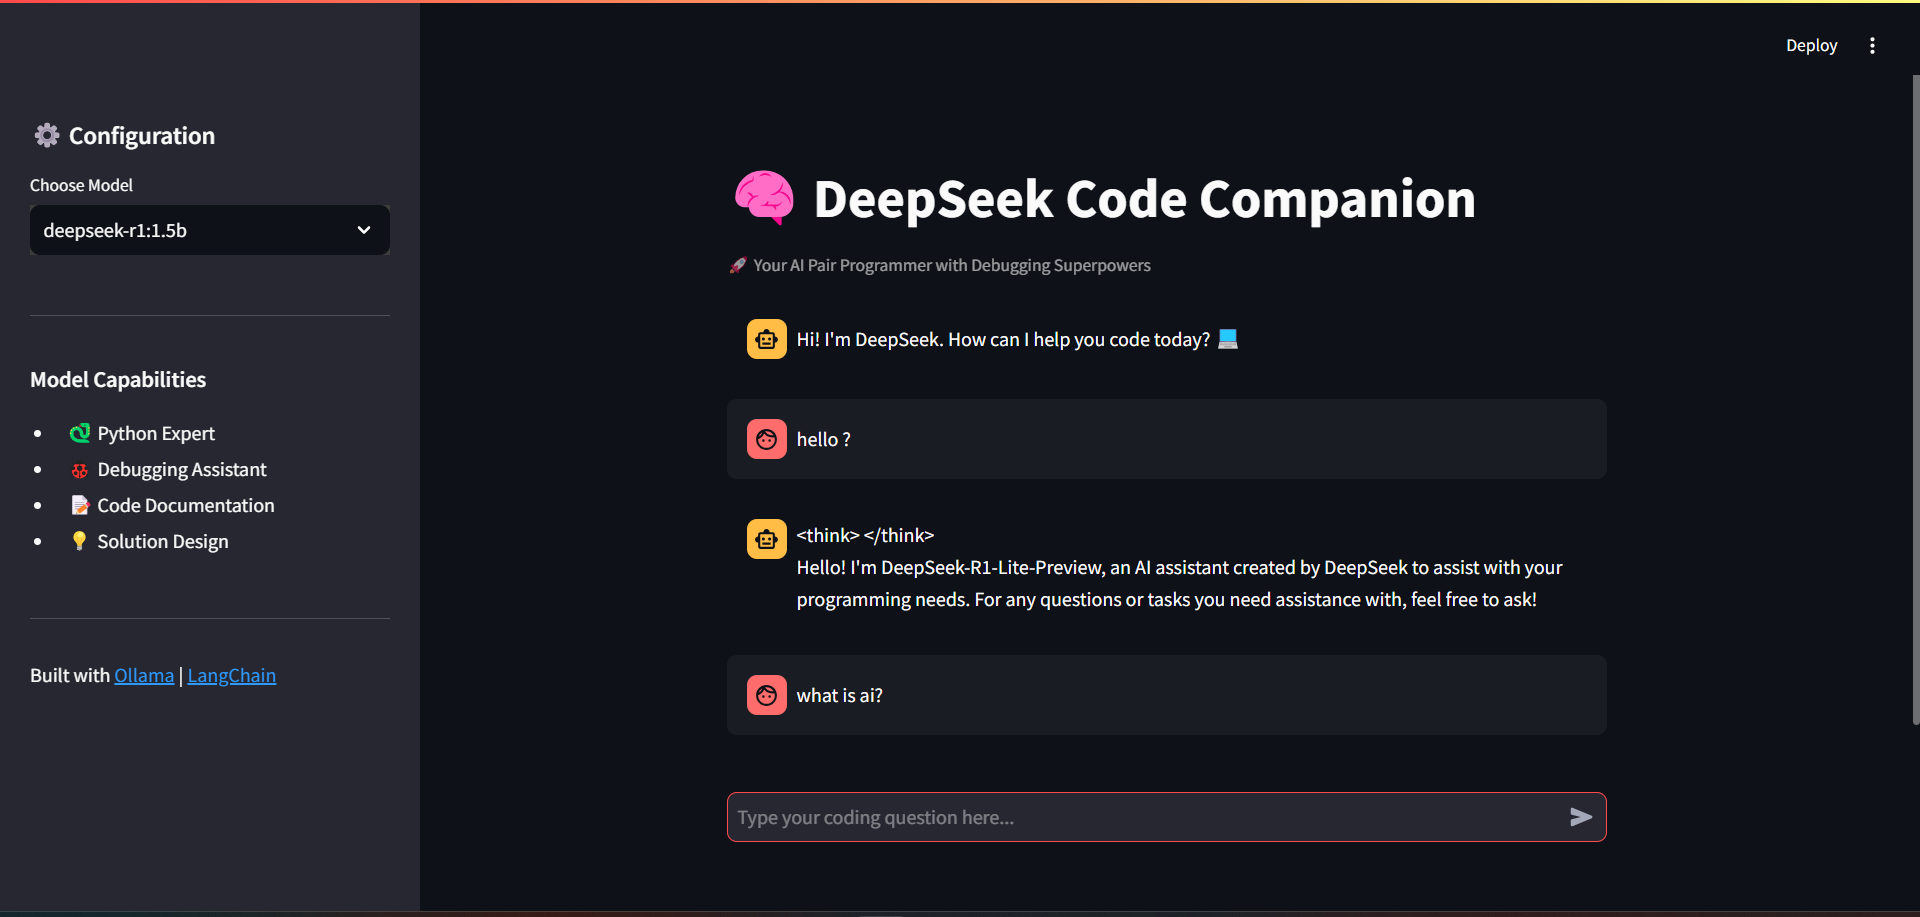 Deploy
Configuration
Choose Model
deepseek-r1:1.5b
Model Capabilities
Python Expert
Debugging Assistant
Code Documentation
Solution Design
Built with Ollama | LangChain
DeepSeek Code Companion
Your AI Pair Programmer with Debugging Superpowers
Hi! I'm DeepSeek. How can I help you code today?
hello ?
<think> </think>
Hello! I'm DeepSeek-R1-Lite-Preview, an AI assistant created by DeepSeek to assist with your
programming needs. For any questions or tasks you need assistance with, feel free to ask!
what is ai?
Type your coding question here...